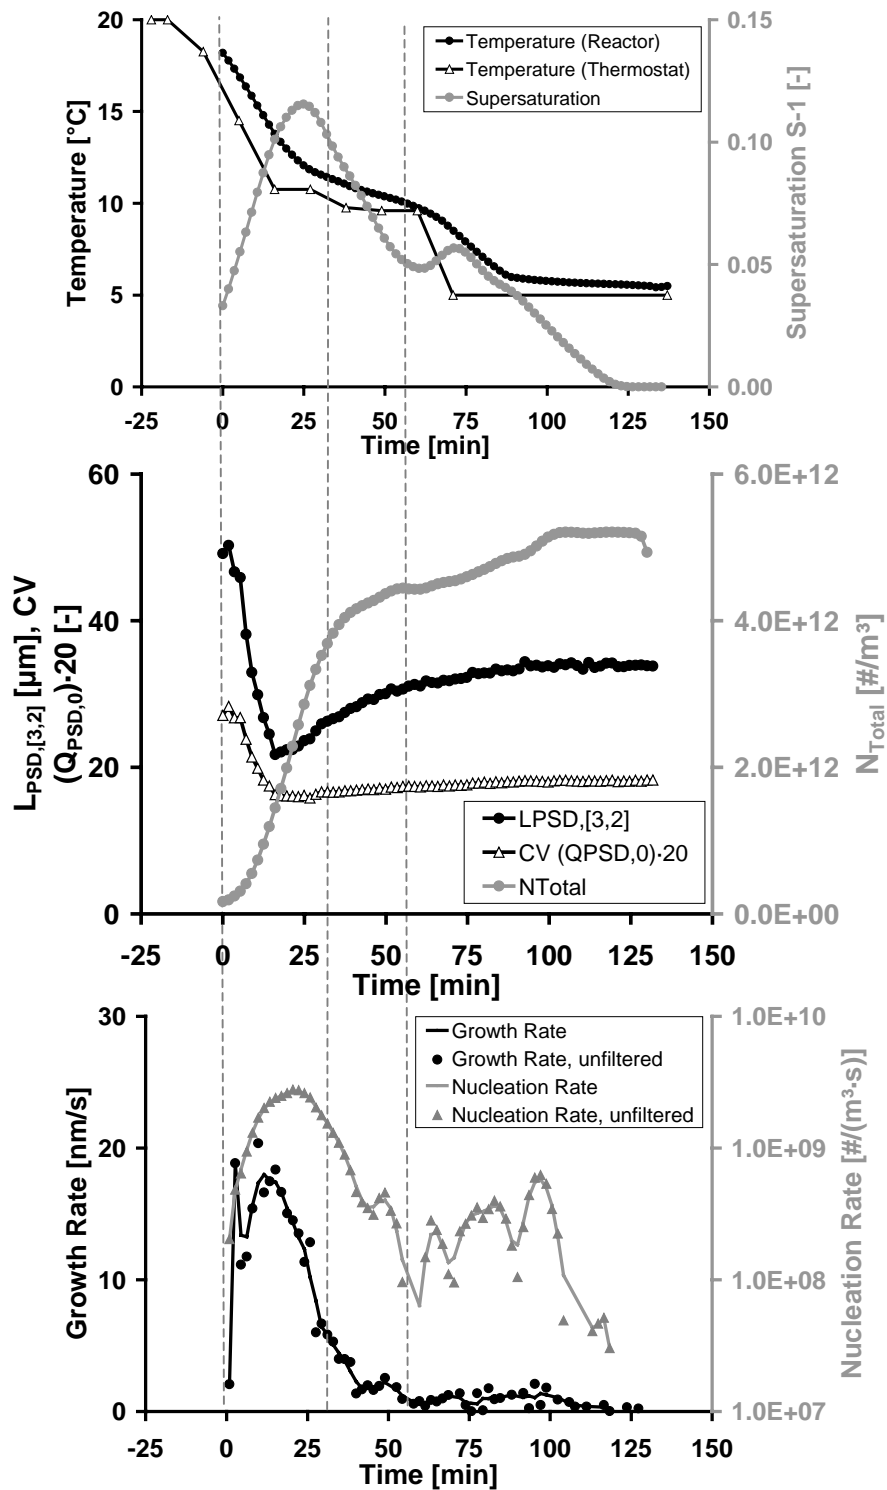 20
15
10
5
0
Temperature [°C]
Temperature (Reactor)
Temperature (Thermostat)
Supersaturation
0.15
0.10
0.05
0.00
Supersaturation S-1 [-]
-25 0 25 50 75 100 125 150
Time [min]
60
40
20
0
LPSD,[3,2] [µm], CV
(QPSD,0)·20 [-]
6.0E+12
4.0E+12
2.0E+12
0.0E+00
NTotal [#/m³]
LPSD,[3,2]
CV (QPSD,0)·20
NTotal
-25 0 25 50 75 100 125 150
Time [min]
30
25
20
10
0
Growth Rate [nm/s]
Growth Rate
Growth Rate, unfiltered
Nucleation Rate
Nucleation Rate, unfiltered
1.0E+10
1.0E+09
1.0E+08
1.0E+07
Nucleation Rate [#/(m³·s)]
-25 0 25 50 75 100 125 150
Time [min]